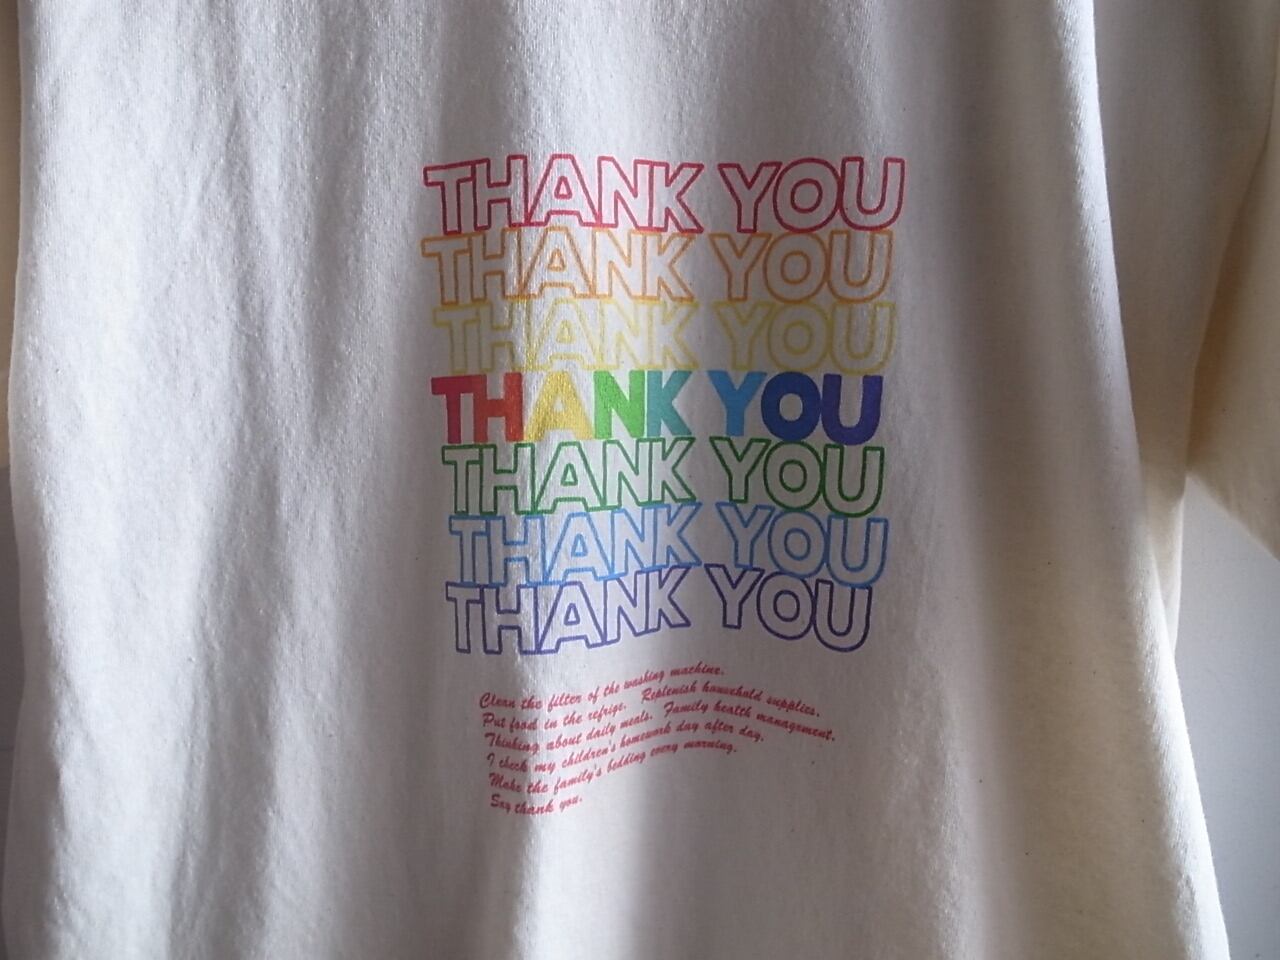 THANK YOU
THANK YOU
THANK YOU
THANK YOU
THANK YOU
THANK YOU
THANK YOU
Clean the filter of the washing machine.
Put food in the refrige. Replenish household supplies.
Thinking about daily meals. Family health management.
I check my children's homework day after day.
Make the family's bedding every morning.
Say thank you.